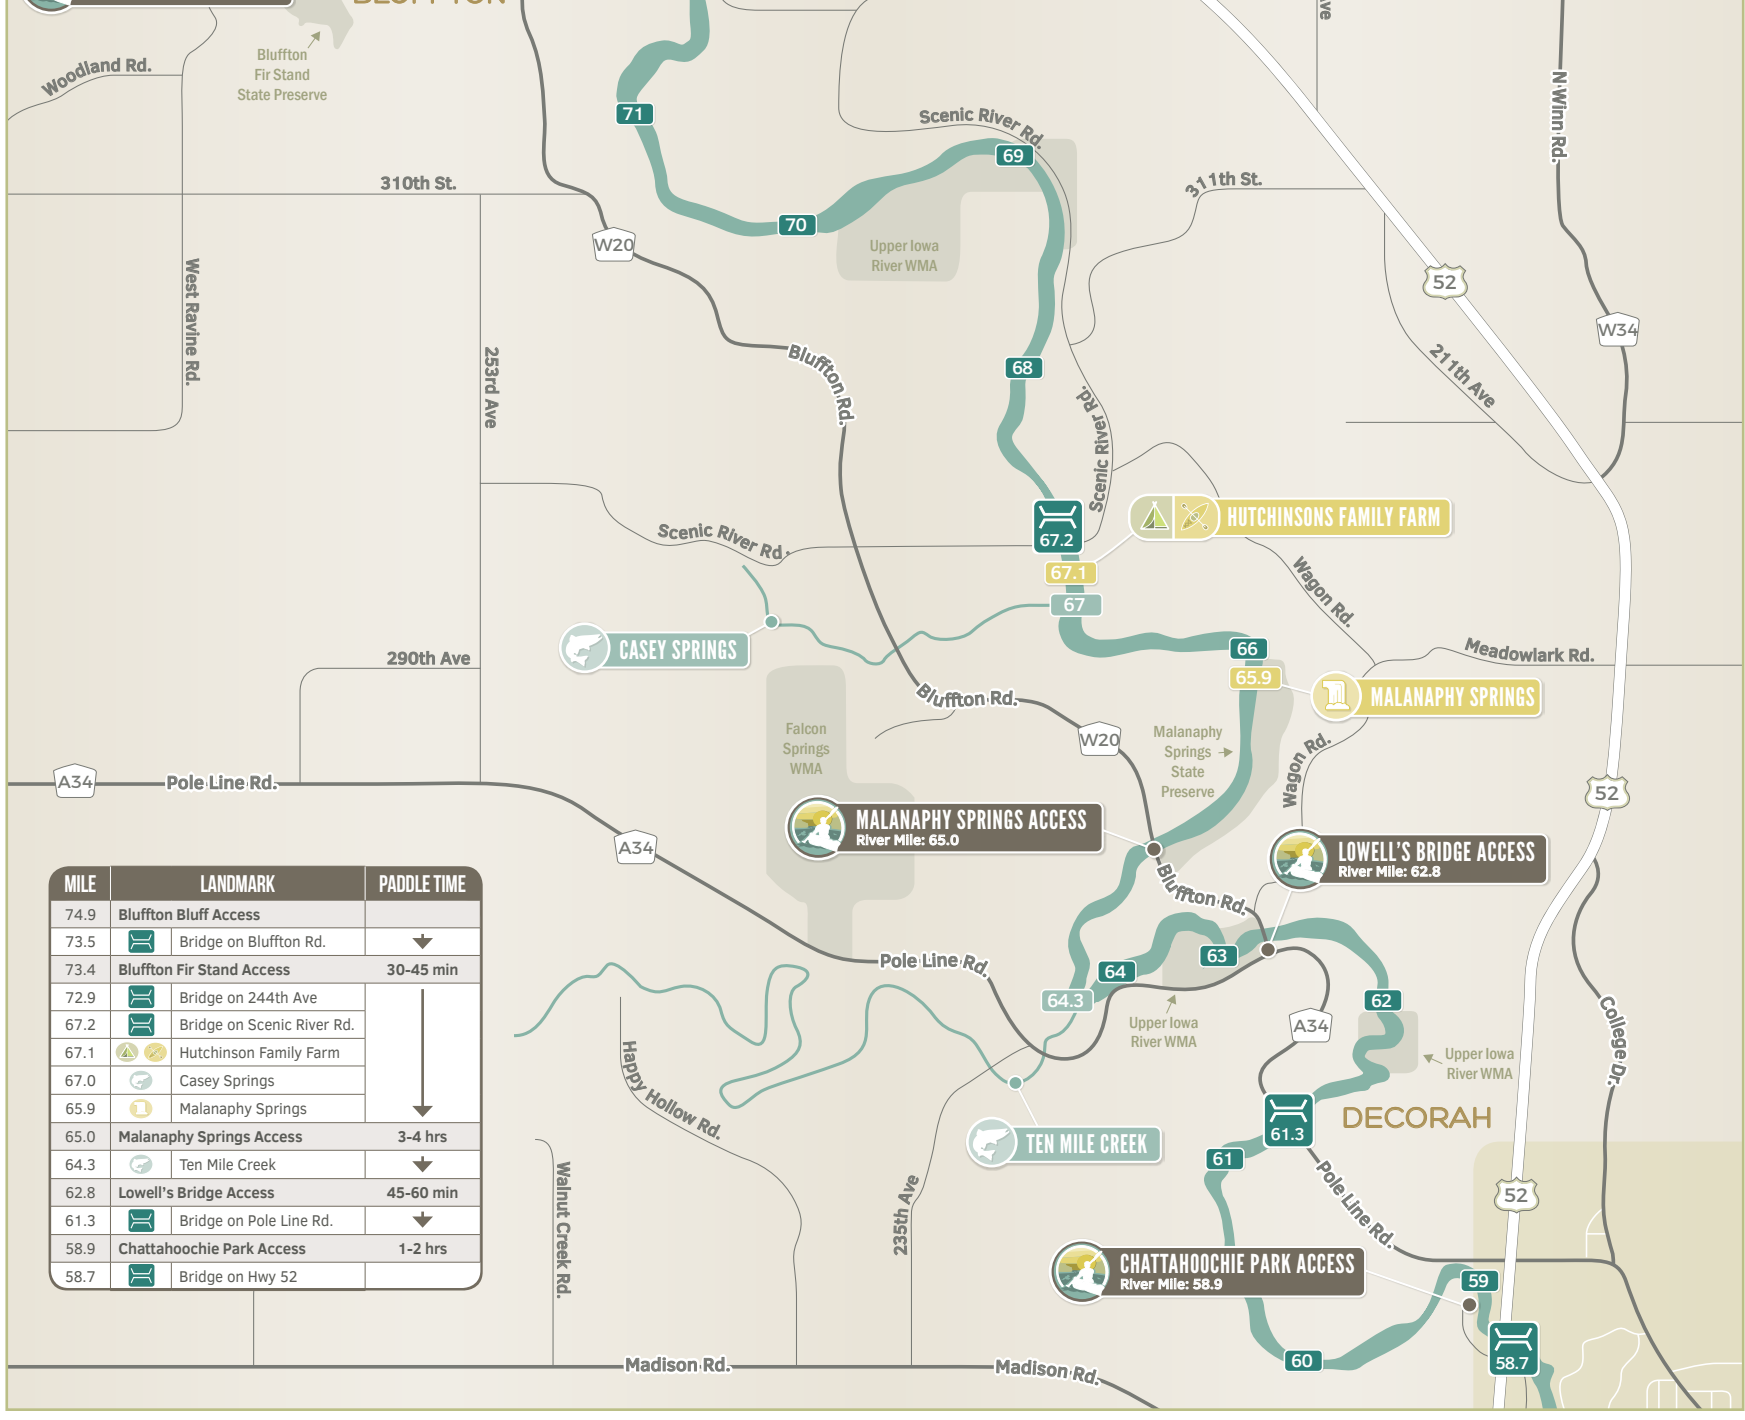 BLUFFTON
Woodland Rd.
Bluffton
Fir Stand
State Preserve
71
Scenic River Rd.
69
N Winn Rd.
Ave
310th St.
311th St.
70
W20
Upper Iowa
River WMA
52
W34
West Ravine Rd.
253rd Ave
Bluffton Rd.
68
211th Ave
Scenic River Rd.
Scenic River Rd.
67.2
HUTCHINSONS FAMILY FARM
67.1
67
Wagon Rd.
CASEY SPRINGS
66
65.9
Meadowlark Rd.
290th Ave
MALANAPHY SPRINGS
Bluffton Rd.
W20
Falcon
Springs
WMA
Malanaphy
Springs
State
Preserve
Wagon Rd.
A34
Pole Line Rd.
52
MALANAPHY SPRINGS ACCESS
River Mile: 65.0
A34
LOWELL'S BRIDGE ACCESS
River Mile: 62.8
Bluffton Rd.
Pole Line Rd.
63
64
64.3
62
Upper Iowa
River WMA
A34
College Dr.
Upper Iowa
River WMA
Happy Hollow Rd.
61.3
DECORAH
TEN MILE CREEK
61
Pole Line Rd.
52
Walnut Creek Rd.
235th Ave
CHATTAHOOCHIE PARK ACCESS
River Mile: 58.9
59
58.7
60
Madison Rd.
Madison Rd.
MILE LANDMARK PADDLE TIME
74.9 Bluffton Bluff Access
73.5 Bridge on Bluffton Rd.
73.4 Bluffton Fir Stand Access 30-45 min
72.9 Bridge on 244th Ave
67.2 Bridge on Scenic River Rd.
67.1 Hutchinson Family Farm
67.0 Casey Springs
65.9 Malanaphy Springs
65.0 Malanaphy Springs Access 3-4 hrs
64.3 Ten Mile Creek
62.8 Lowell's Bridge Access 45-60 min
61.3 Bridge on Pole Line Rd.
58.9 Chattahoochie Park Access 1-2 hrs
58.7 Bridge on Hwy 52